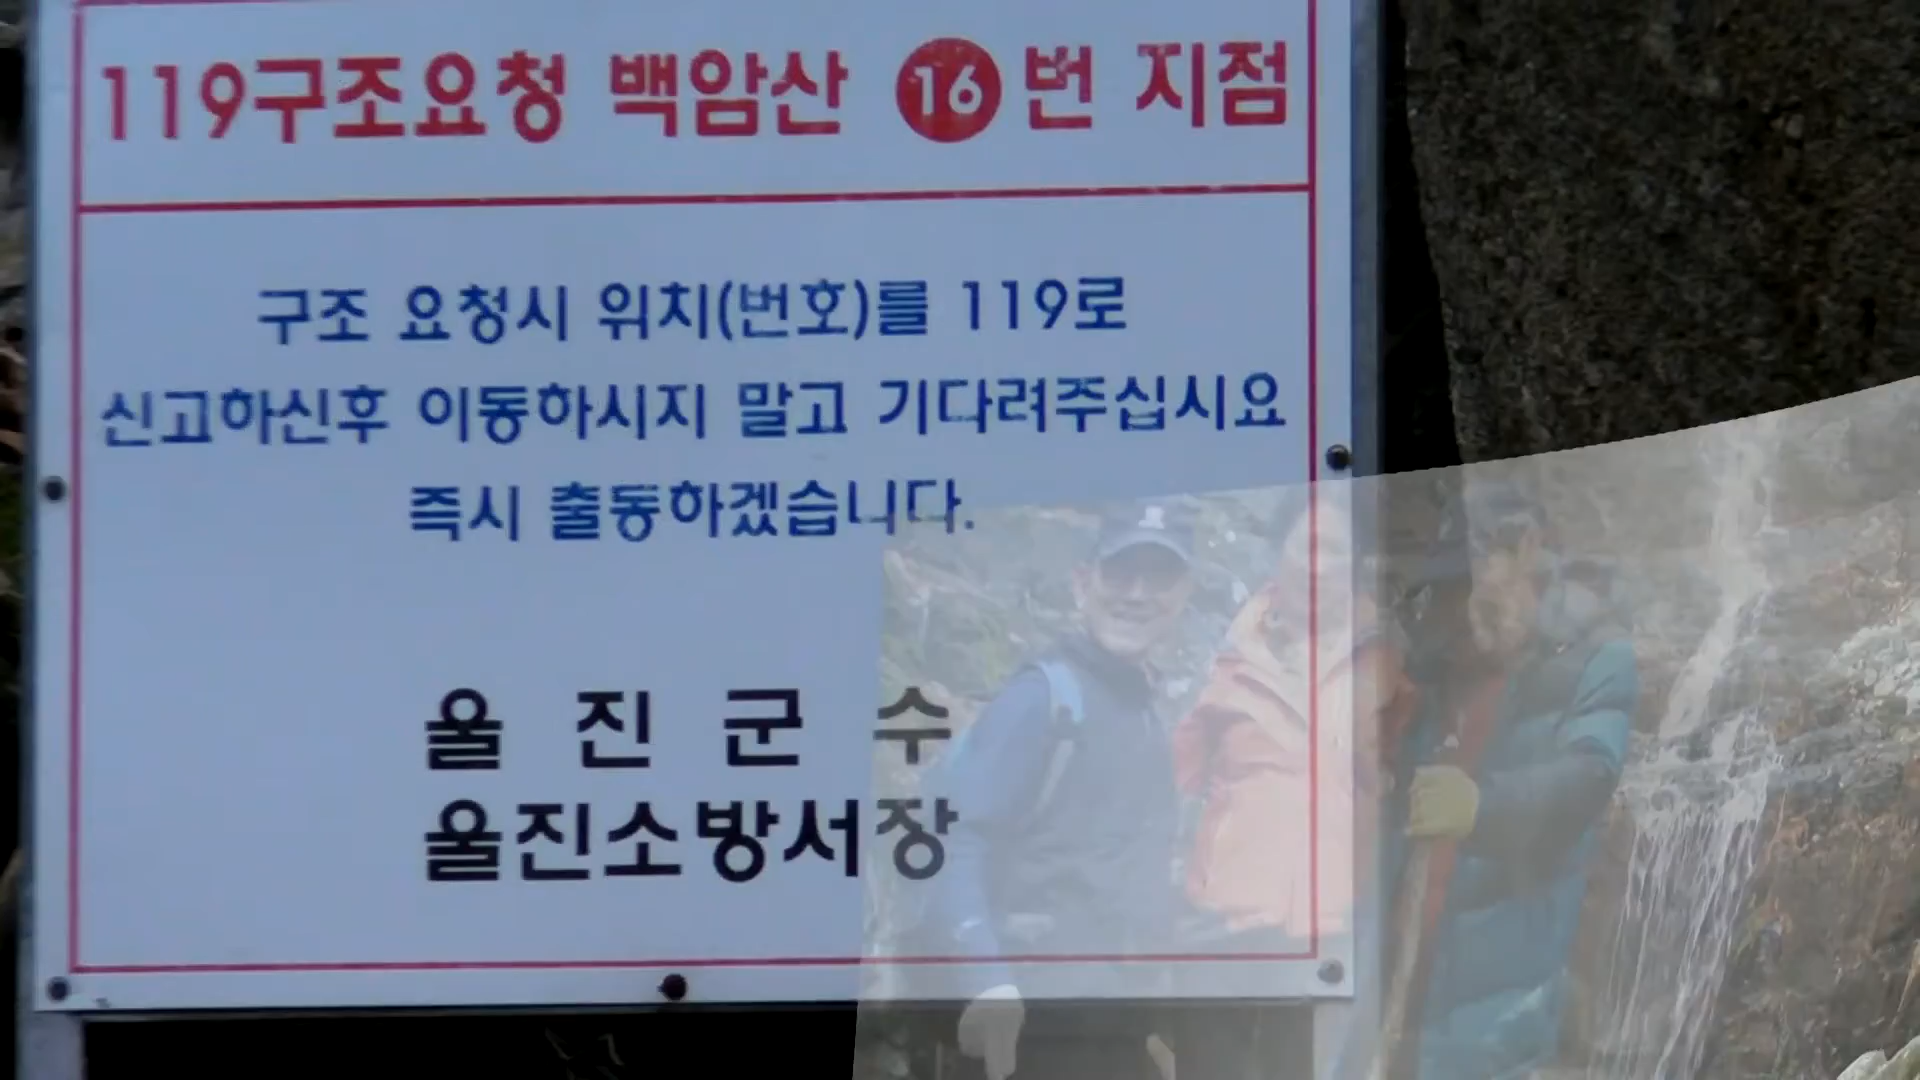 119구조요청 백암산 16번 지점
구조 요청시 위치(번호)를 119로
신고하신후 이동하시지 말고 기다려주십시요
즉시 출동하겠습니다.
울 진 군 수
울진소방서장